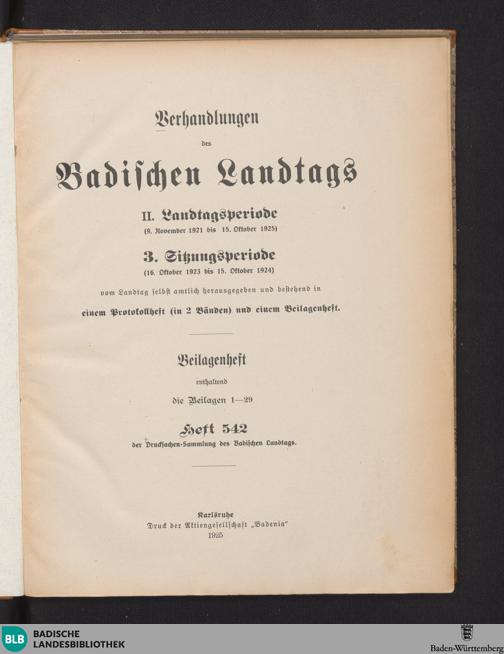 Verhandlungen
des
Badischen Landtags
II. Landtagsperiode
(9. November 1921 bis 15. Oktober 1925)
3. Sitzungsperiode
(16. Oktober 1923 bis 15. Oktober 1924)
vom Landtag selbst amtlich herausgegeben und bestehend in
einem Protokollheft (in 2 Bänden) und einem Beilagenheft.
Beilagenheft
enthaltend
die Beilagen 1—29
Heft 542
der Drucksachen-Sammlung des Badischen Landtags.
Karlsruhe
Druck der Aktiengesellschaft „Badenia“
1925
BLB BADISCHE
LANDESBIBLIOTHEK
Baden-Württemberg